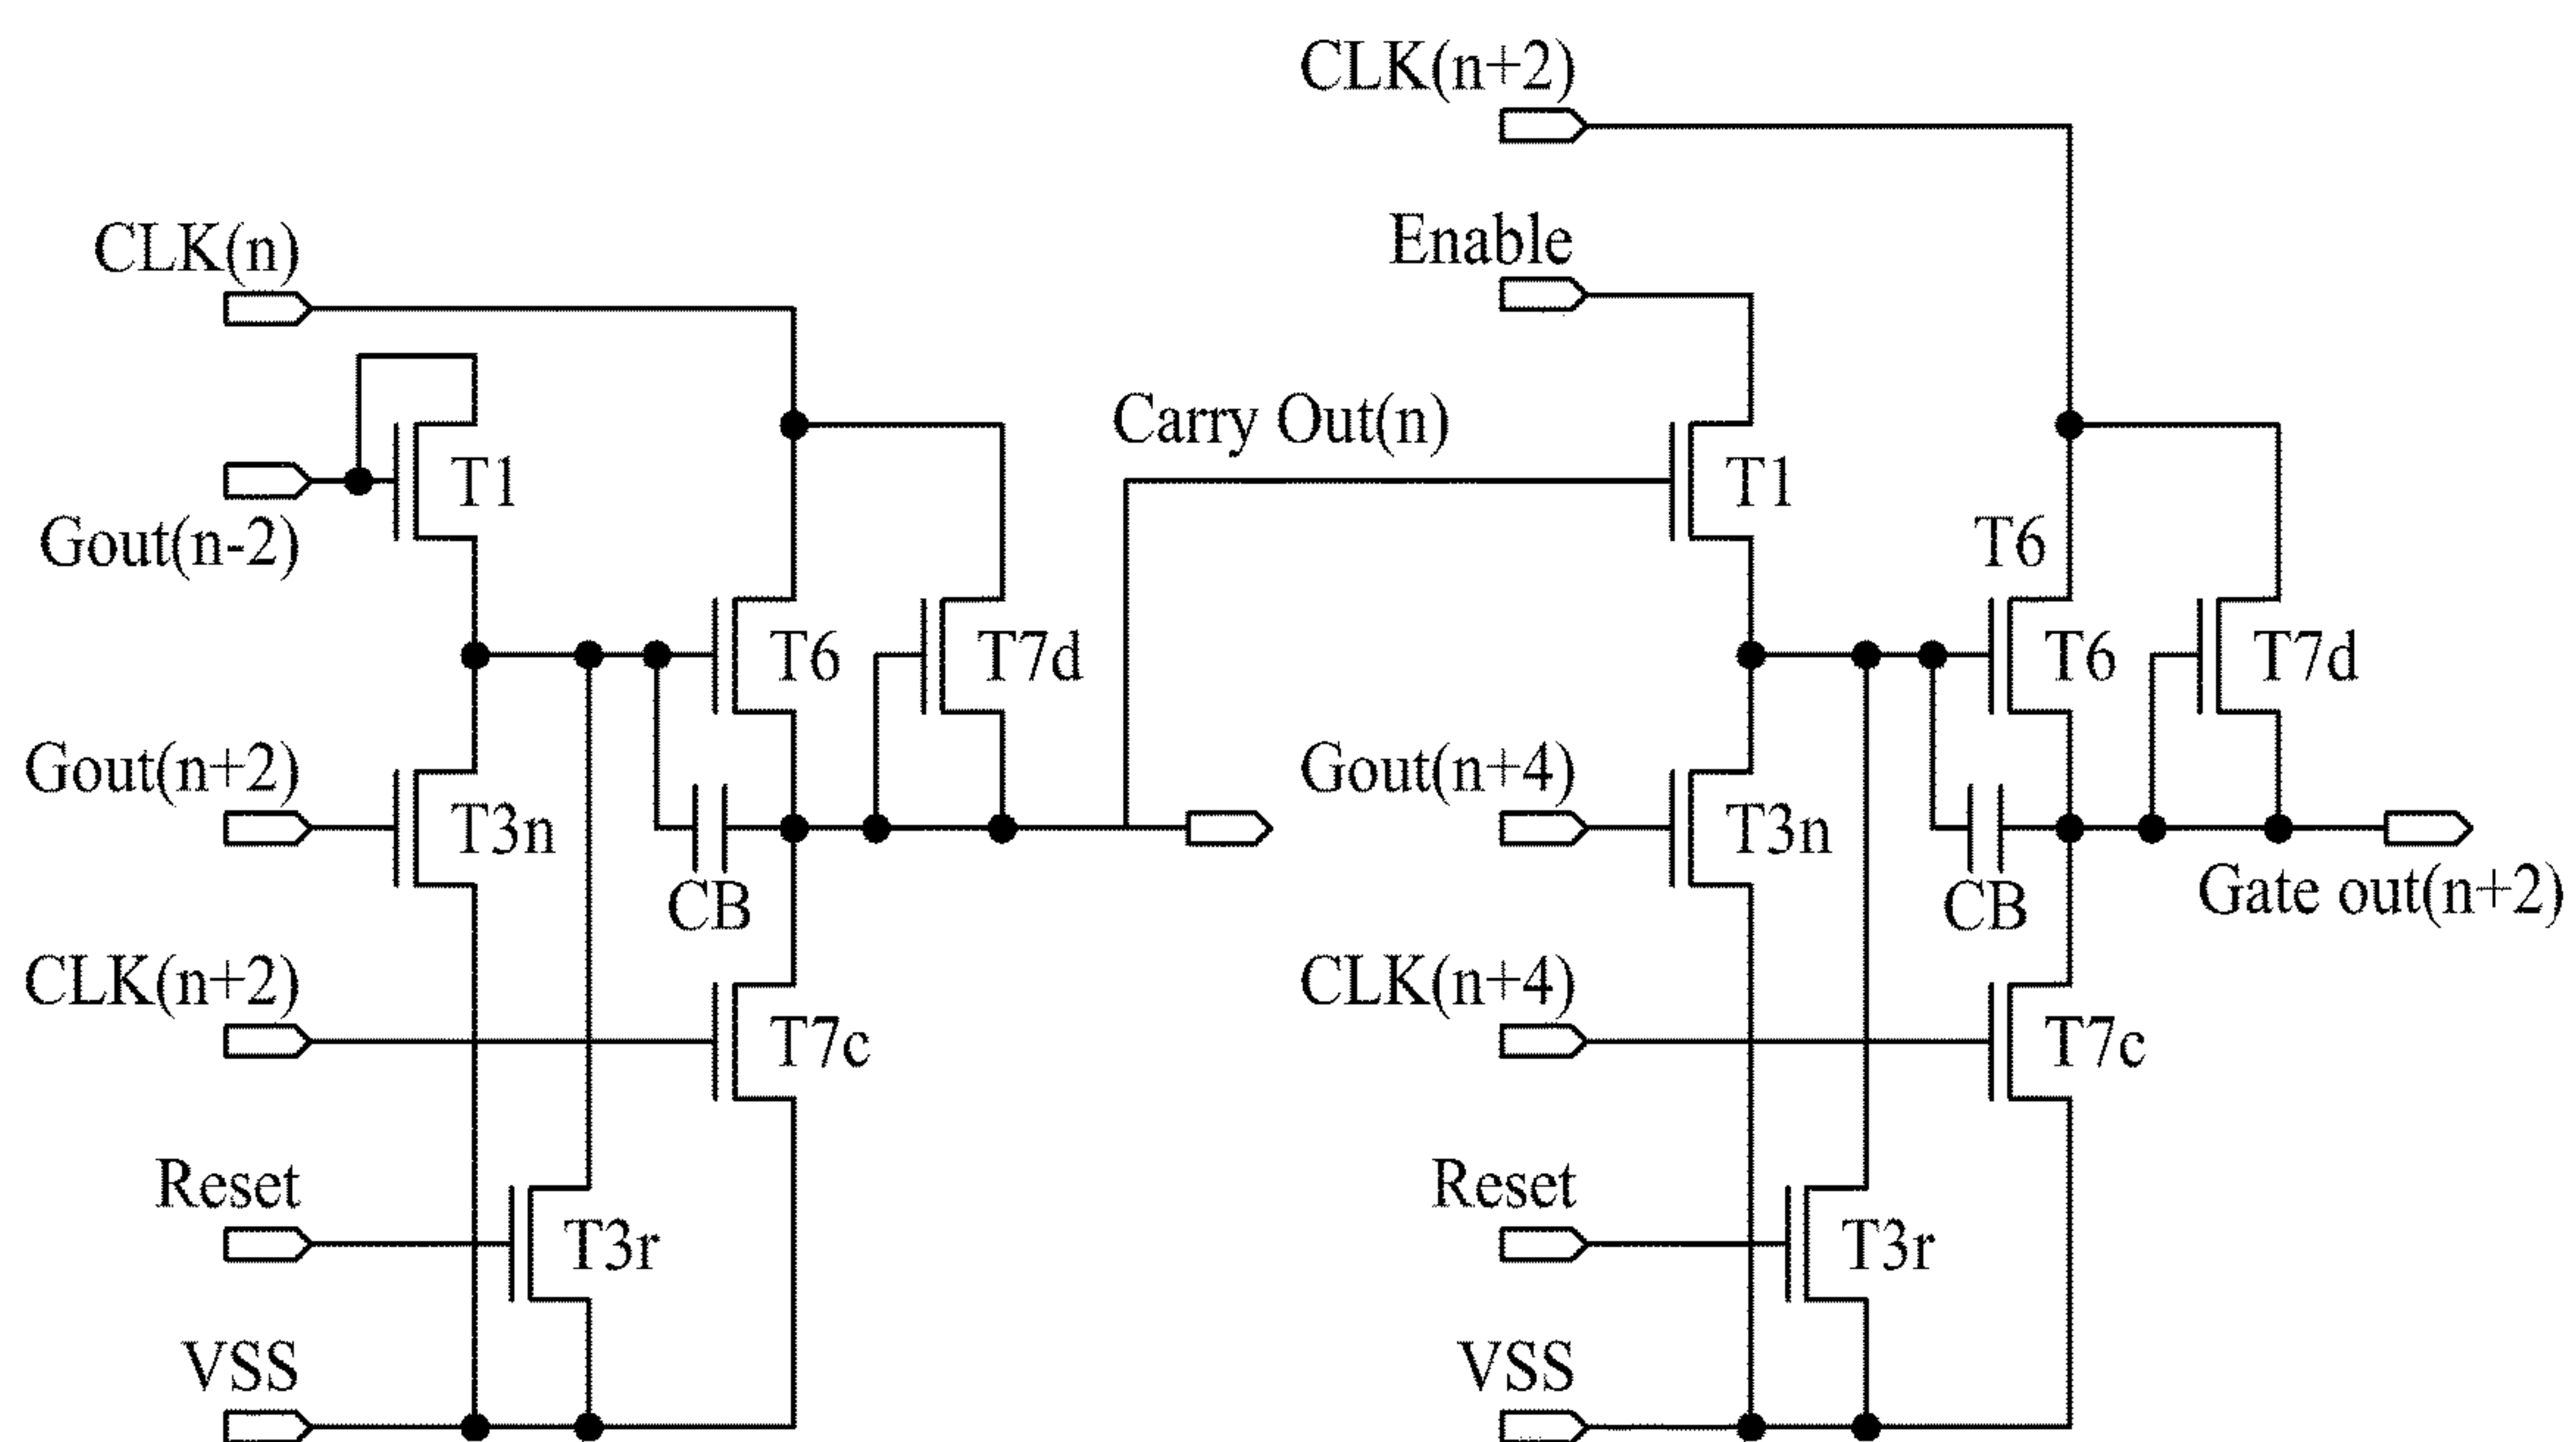 CLK(n+2)
Enable
CLK(n)
Carry Out(n)
T1
T1
Gout(n-2)
T6
T6
T7d
T6
T7d
Gout(n+2)
Gout(n+4)
T3n
T3n
CB
CB
Gate out(n+2)
CLK(n+2)
CLK(n+4)
T7c
T7c
Reset
Reset
T3r
T3r
VSS
VSS